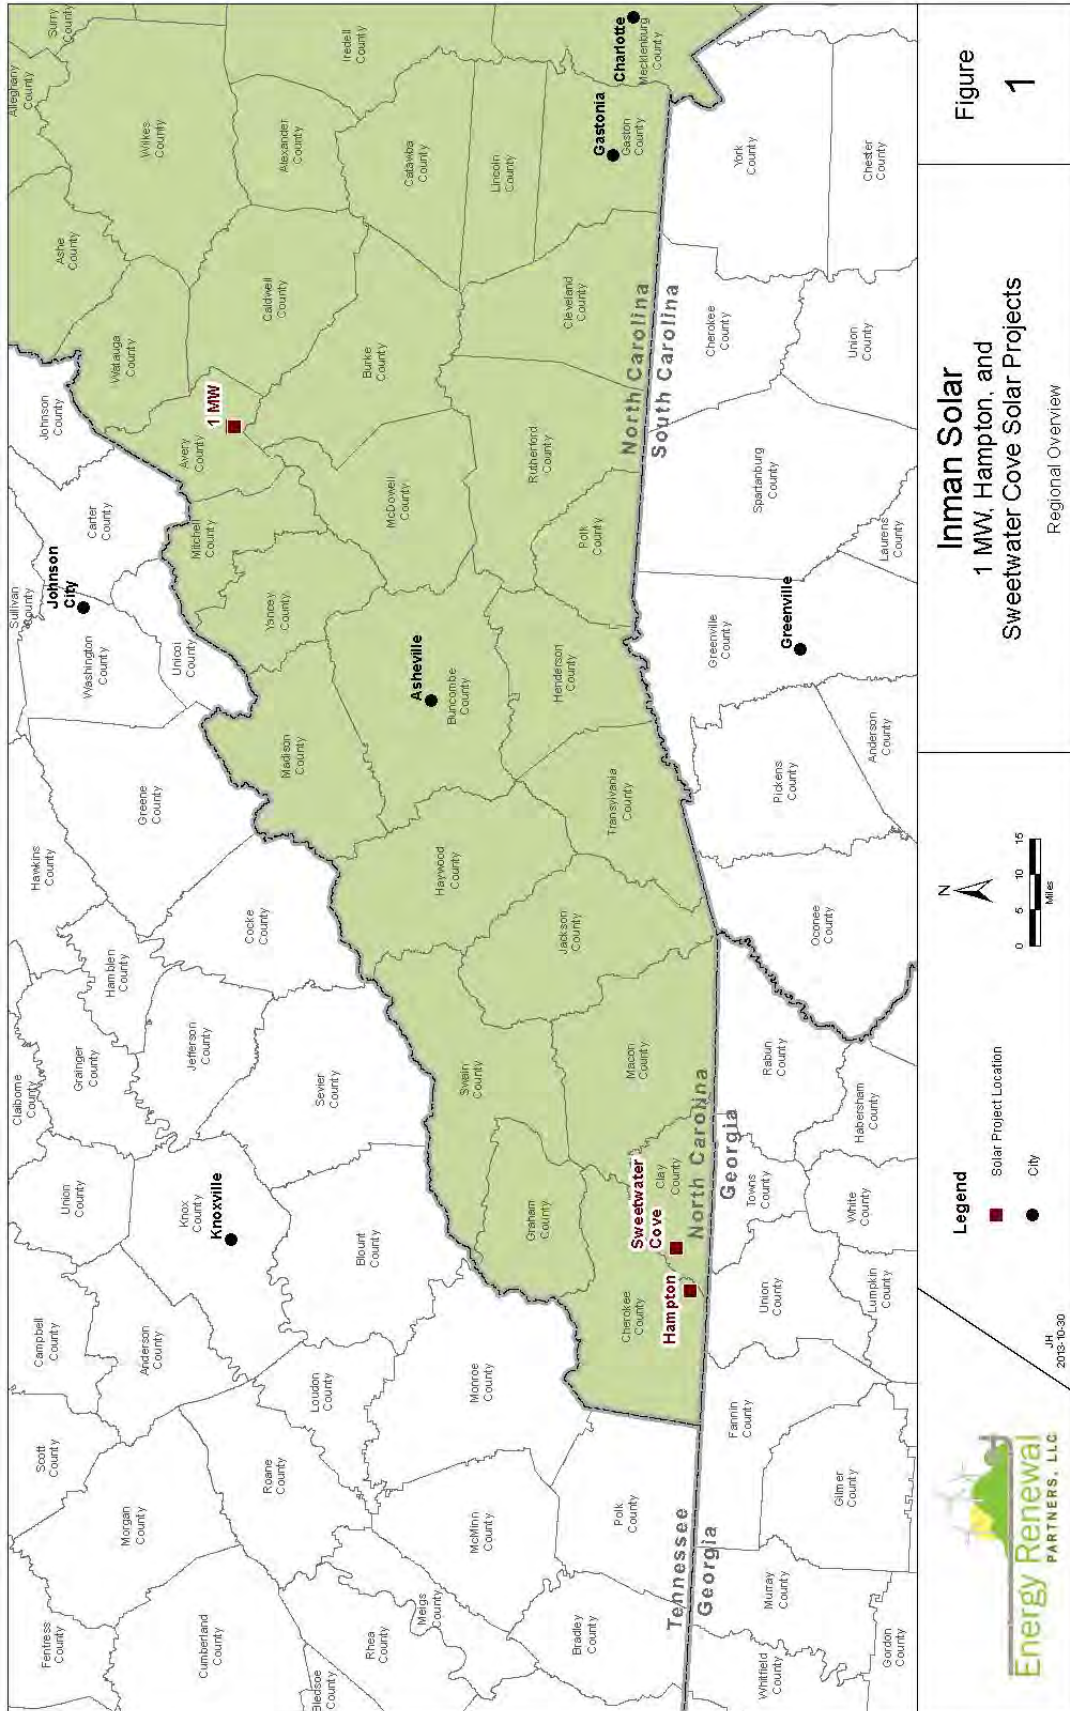 Fentress
County
Scott
County
Campbell
County
Claiborne
County
Hawkins
County
Sullivan
County
Johnson
County
Ashe
County
Alleghany
County
Surry
County
Morgan
County
Anderson
County
Union
County
Grainger
County
Hamblen
County
Greene
County
Washington
County
Johnson
City
Carter
County
Watauga
County
Wilkes
County
Cumberland
County
Roane
County
Knox
County
Knoxville
Jefferson
County
Cocke
County
Unicoi
County
Mitchell
County
Avery
County
1 MW
Caldwell
County
Alexander
County
Iredell
County
Bledsoe
County
Rhea
County
Meigs
County
Loudon
County
Blount
County
Sevier
County
Madison
County
Yancey
County
McDowell
County
Burke
County
Catawba
County
McMinn
County
Monroe
County
Swain
County
Haywood
County
Asheville
Buncombe
County
Lincoln
County
Bradley
County
Polk
County
Graham
County
Jackson
County
Henderson
County
Rutherford
County
Polk
County
Cleveland
County
Gastonia
Gaston
County
Charlotte
Mecklenburg
County
Cherokee
County
Hampton
Sweetwater
Cove
Clay
County
Macon
County
Transylvania
County
Tennessee
Georgia
North Carolina
Georgia
North Carolina
South Carolina
Whitfield
County
Murray
County
Fannin
County
Union
County
Towns
County
Rabun
County
Oconee
County
Pickens
County
Greenville
County
Greenville
Spartanburg
County
Cherokee
County
York
County
Gordon
County
Gilmer
County
Lumpkin
County
White
County
Habersham
County
Anderson
County
Laurens
County
Union
County
Chester
County
Energy Renewal
PARTNERS, LLC
JH
2013-10-30
Legend
Solar Project Location
City
N
0 5 10 15
Miles
Inman Solar
1 MW, Hampton, and
Sweetwater Cove Solar Projects
Regional Overview
Figure
1